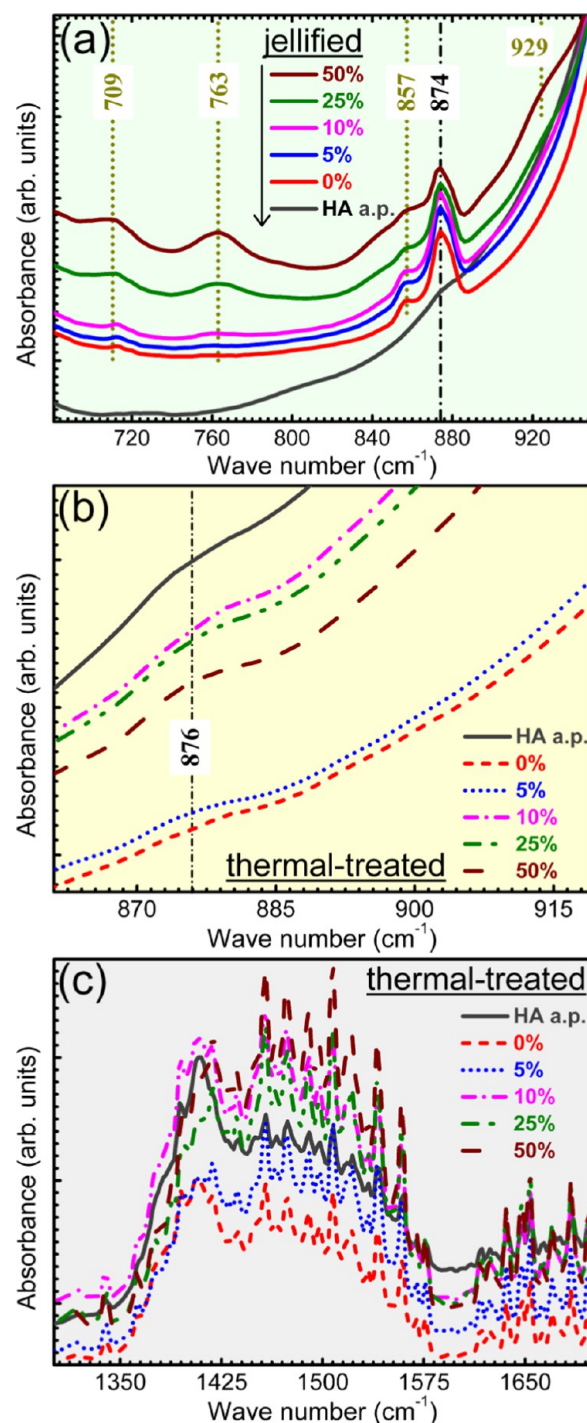 (a)
jellified
50%
25%
10%
5%
0%
HA a.p.
709
763
857
874
929
Absorbance (arb. units)
720 760 800 840 880 920
Wave number (cm-1)
(b)
876
HA a.p.
0%
5%
10%
25%
50%
thermal-treated
Absorbance (arb. units)
870 885 900 915
Wave number (cm-1)
(c)
thermal-treated
HA a.p.
0%
5%
10%
25%
50%
Absorbance (arb. units)
1350 1425 1500 1575 1650
Wave number (cm-1)